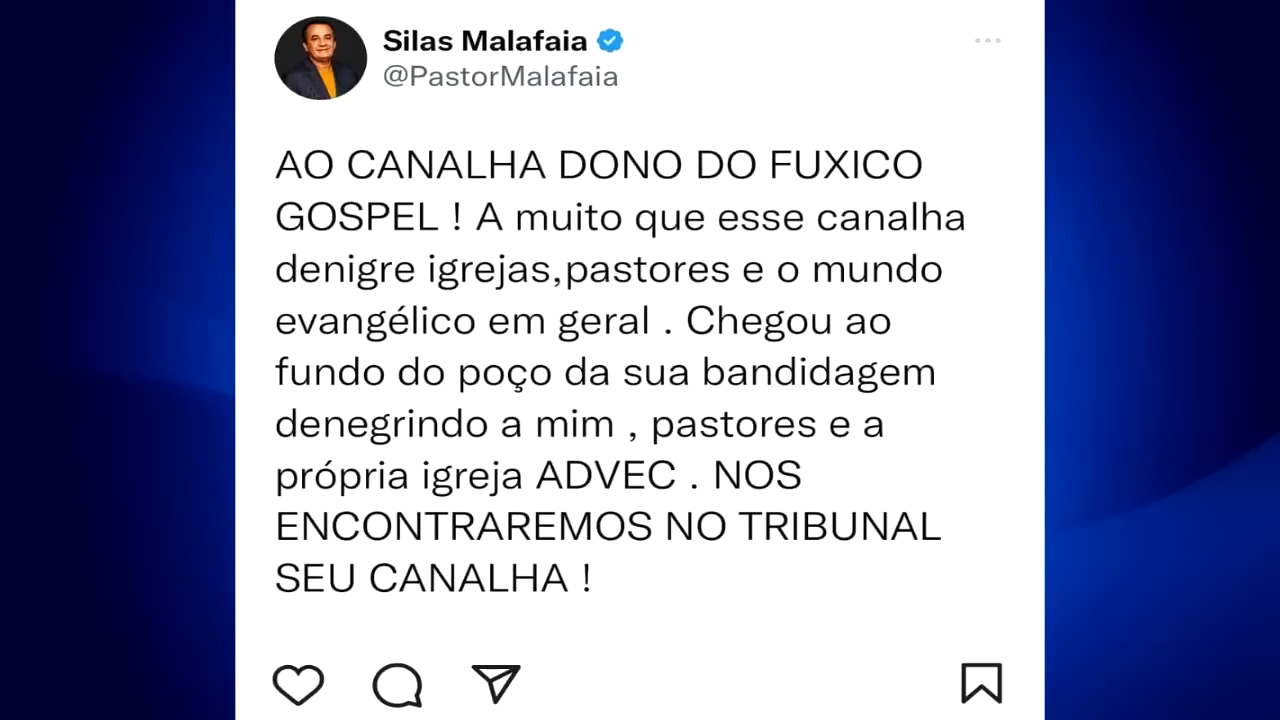 Silas Malafaia
@PastorMalafaia
AO CANALHA DONO DO FUXICO
GOSPEL ! A muito que esse canalha
denigre igrejas,pastores e o mundo
evangélico em geral . Chegou ao
fundo do poço da sua bandidagem
denegrindo a mim , pastores e a
própria igreja ADVEC . NOS
ENCONTRAREMOS NO TRIBUNAL
SEU CANALHA !